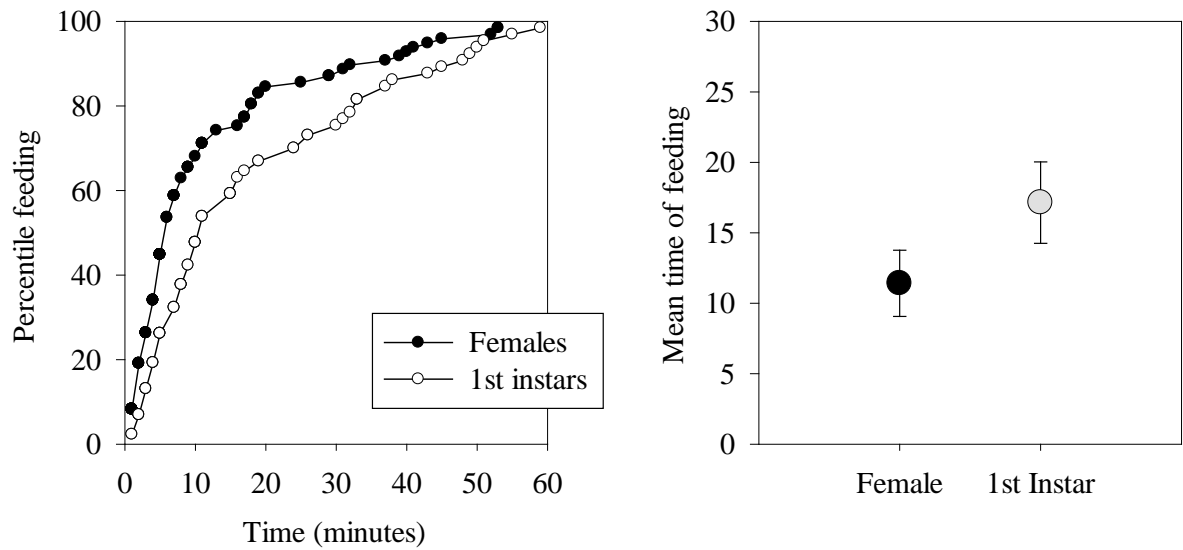 Percentile feeding
100
80
60
40
20
0
Females
1st instars
0 10 20 30 40 50 60
Time (minutes)
Mean time of feeding
30
25
20
15
10
5
0
Female 1st Instar